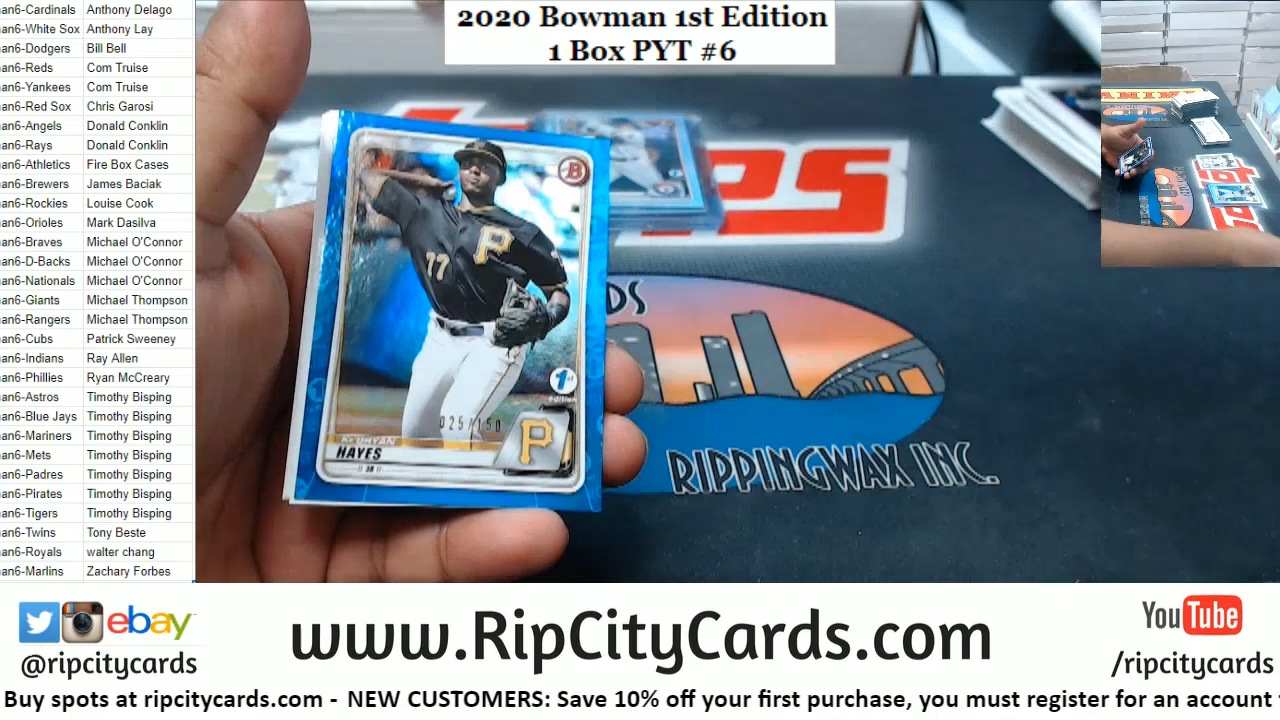 2020 Bowman 1st Edition
1 Box PYT #6
an6-Cardinals Anthony Delago
an6-White Sox Anthony Lay
an6-Dodgers Bill Bell
an6-Reds Com Truise
an6-Yankees Com Truise
an6-Red Sox Chris Garosi
an6-Angels Donald Conklin
an6-Rays Donald Conklin
an6-Athletics Fire Box Cases
an6-Brewers James Baciak
an6-Rockies Louise Cook
an6-Orioles Mark Dasilva
an6-Braves Michael O'Connor
an6-D-Backs Michael O'Connor
an6-Nationals Michael O'Connor
an6-Giants Michael Thompson
an6-Rangers Michael Thompson
an6-Cubs Patrick Sweeney
an6-Indians Ray Allen
an6-Phillies Ryan McCreary
an6-Astros Timothy Bisping
an6-Blue Jays Timothy Bisping
an6-Mariners Timothy Bisping
an6-Mets Timothy Bisping
an6-Padres Timothy Bisping
an6-Pirates Timothy Bisping
an6-Tigers Timothy Bisping
an6-Twins Tony Beste
an6-Royals walter chang
an6-Marlins Zachary Forbes
B
P
77
1st
edition
025/150
KE'BRYAN
HAYES
3B
P
PS
DS
RIPPINGWAX INC.
ebay
@ripcitycards
www.RipCityCards.com
YouTube
/ripcitycards
Buy spots at ripcitycards.com - NEW CUSTOMERS: Save 10% off your first purchase, you must register for an account